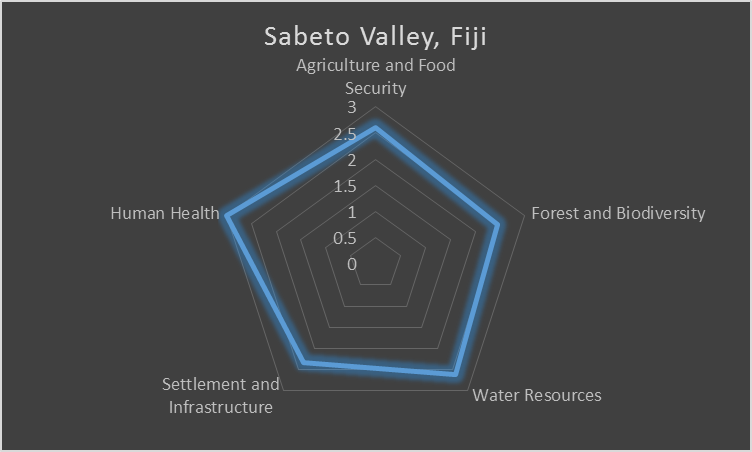 Sabeto Valley, Fiji
Agriculture and Food
Security
3
2.5
2
1.5
1
0.5
0
Human Health
Forest and Biodiversity
Settlement and
Infrastructure
Water Resources